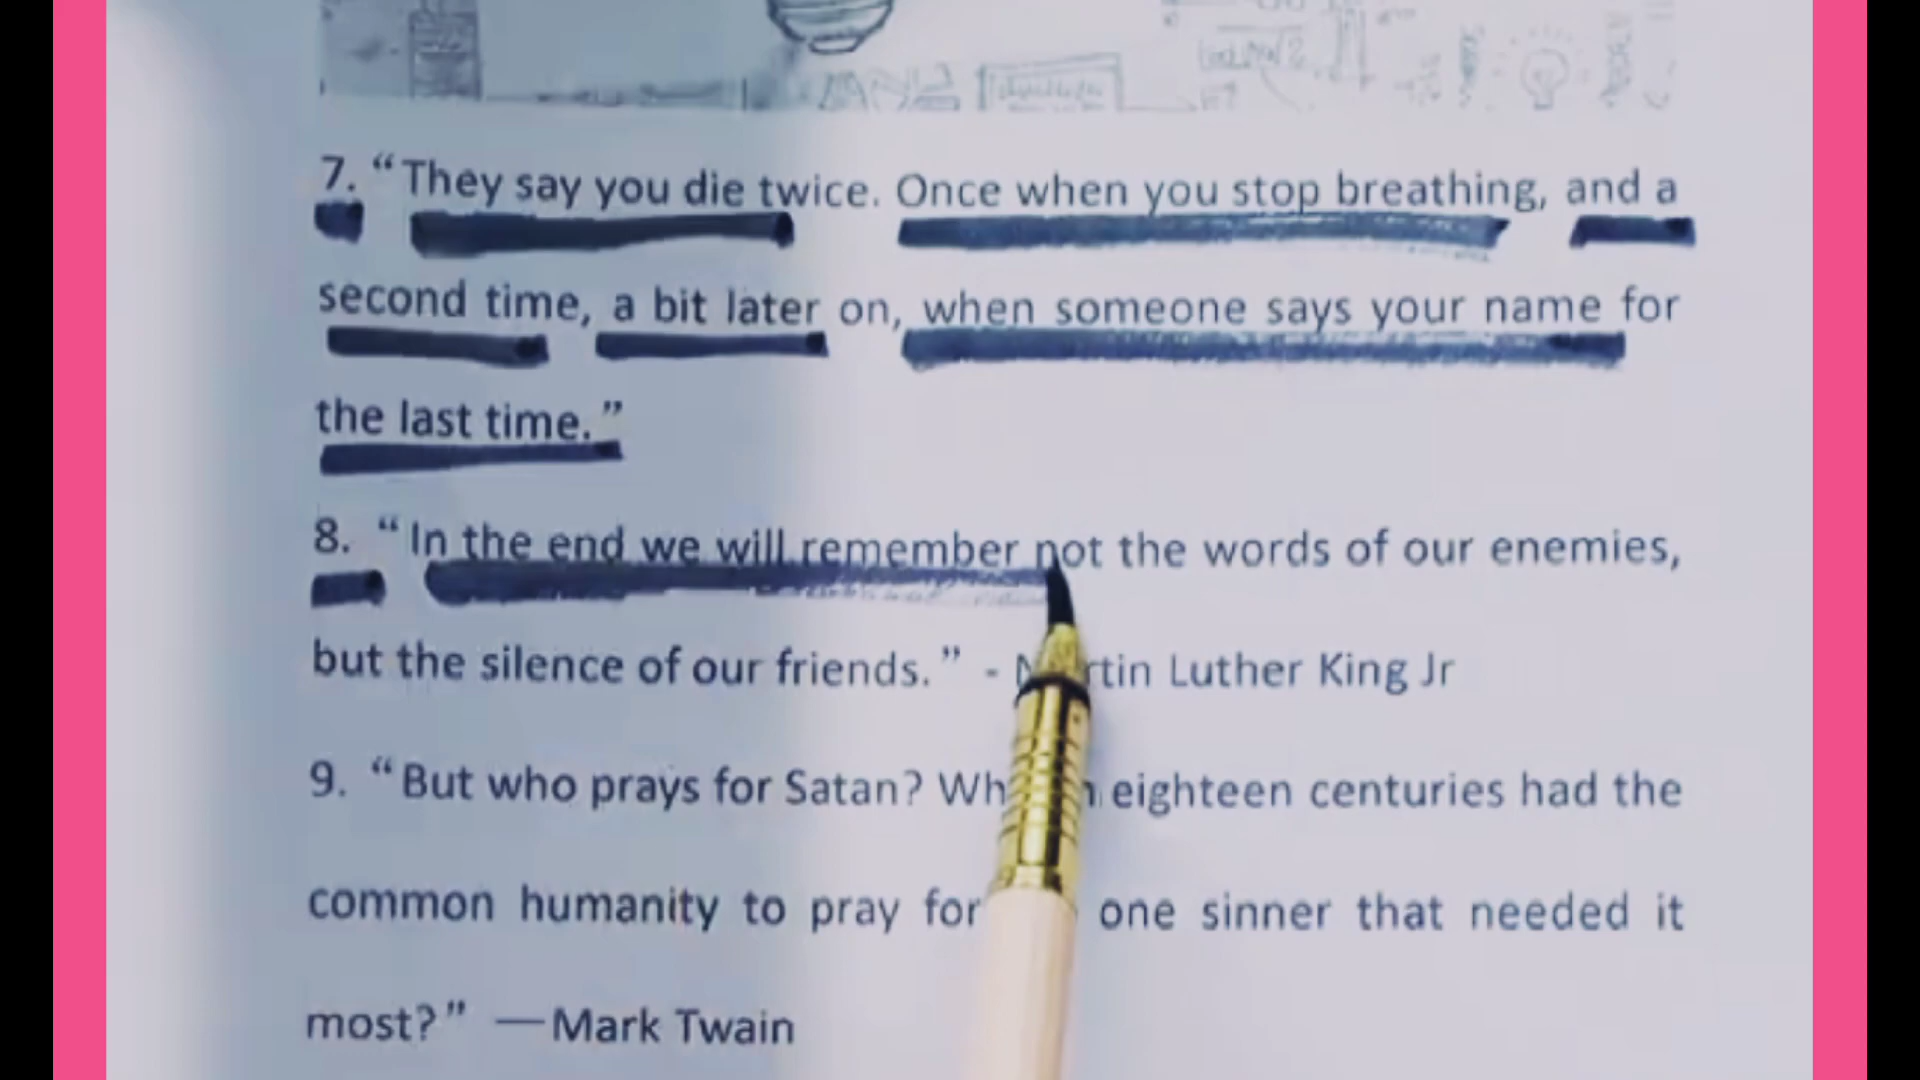 7. “They say you die twice. Once when you stop breathing, and a
second time, a bit later on, when someone says your name for
the last time.”
8. “In the end we will remember not the words of our enemies,
but the silence of our friends.” - Luther King Jr
9. “But who prays for Satan? eighteen centuries had the
common humanity to pray for one sinner that needed it
most?” —Mark Twain